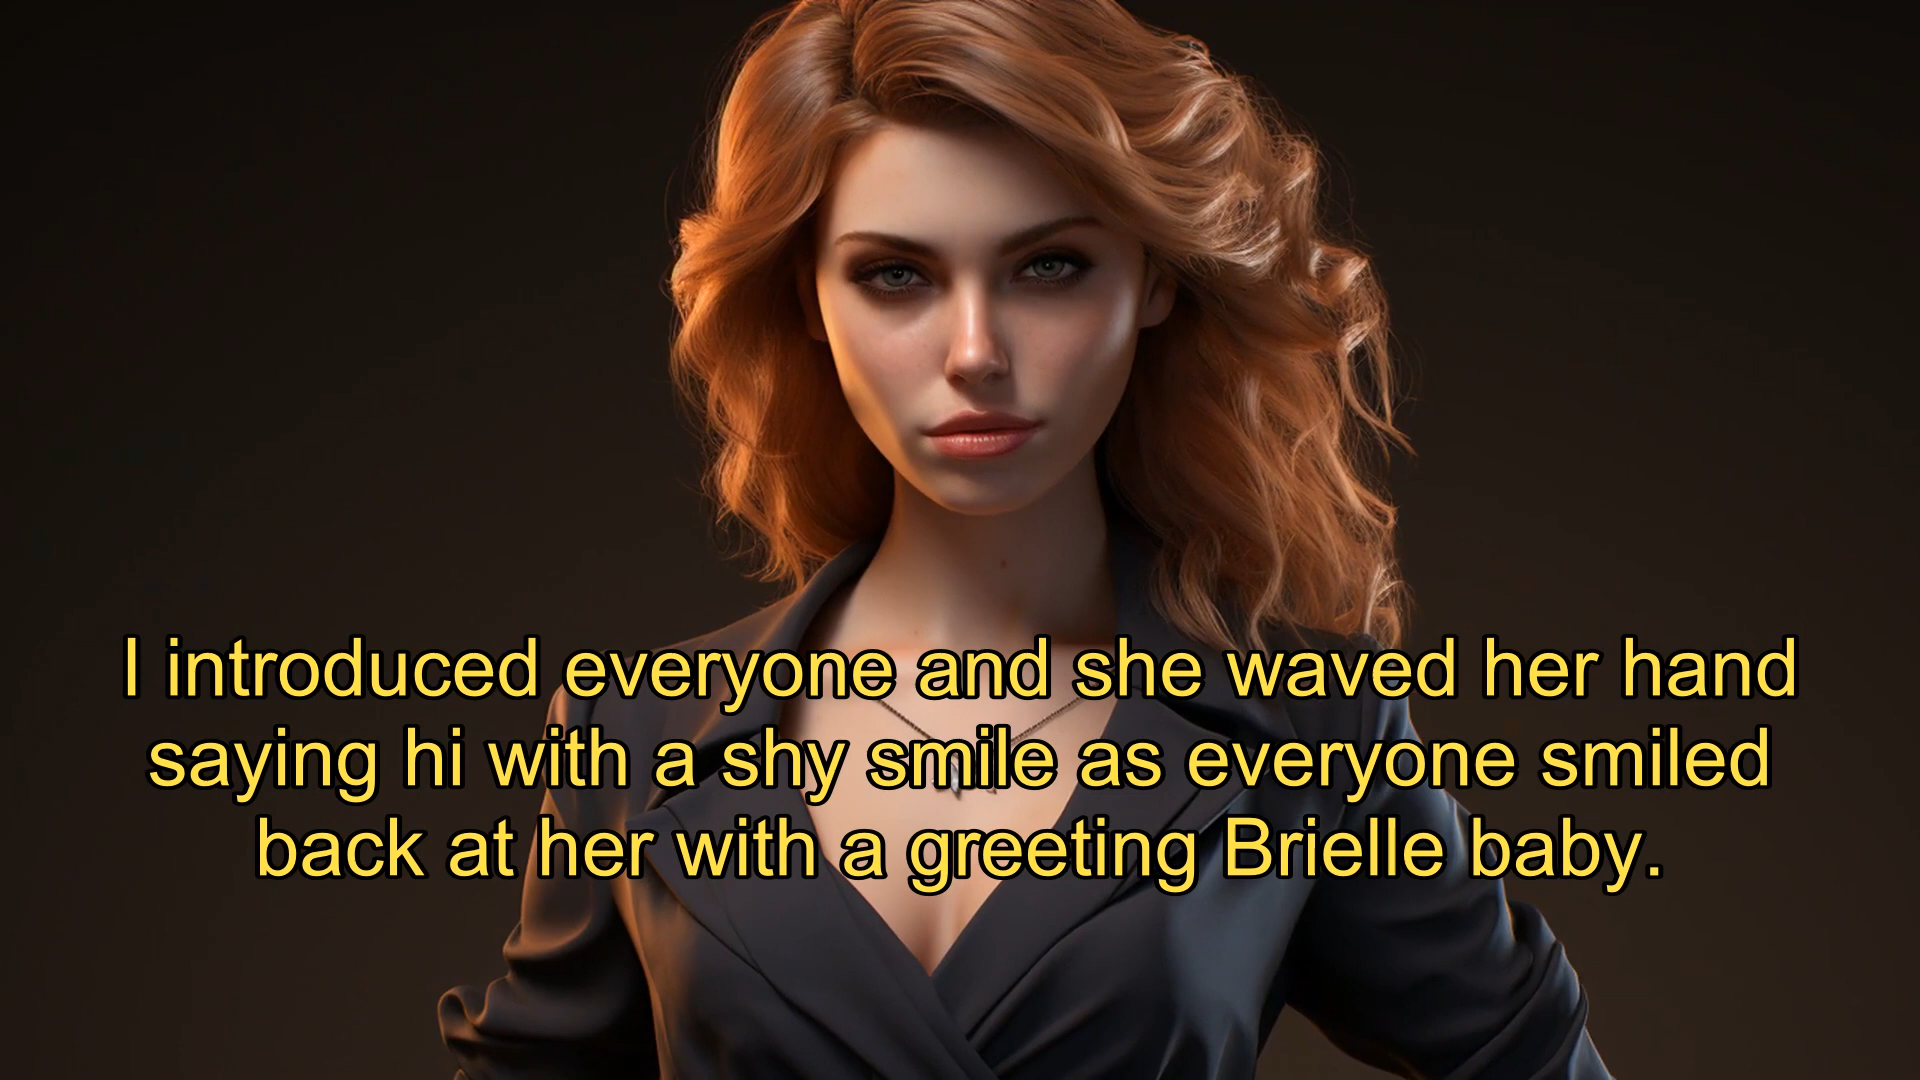 I introduced everyone and she waved her hand
saying hi with a shy smile as everyone smiled
back at her with a greeting Brielle baby.